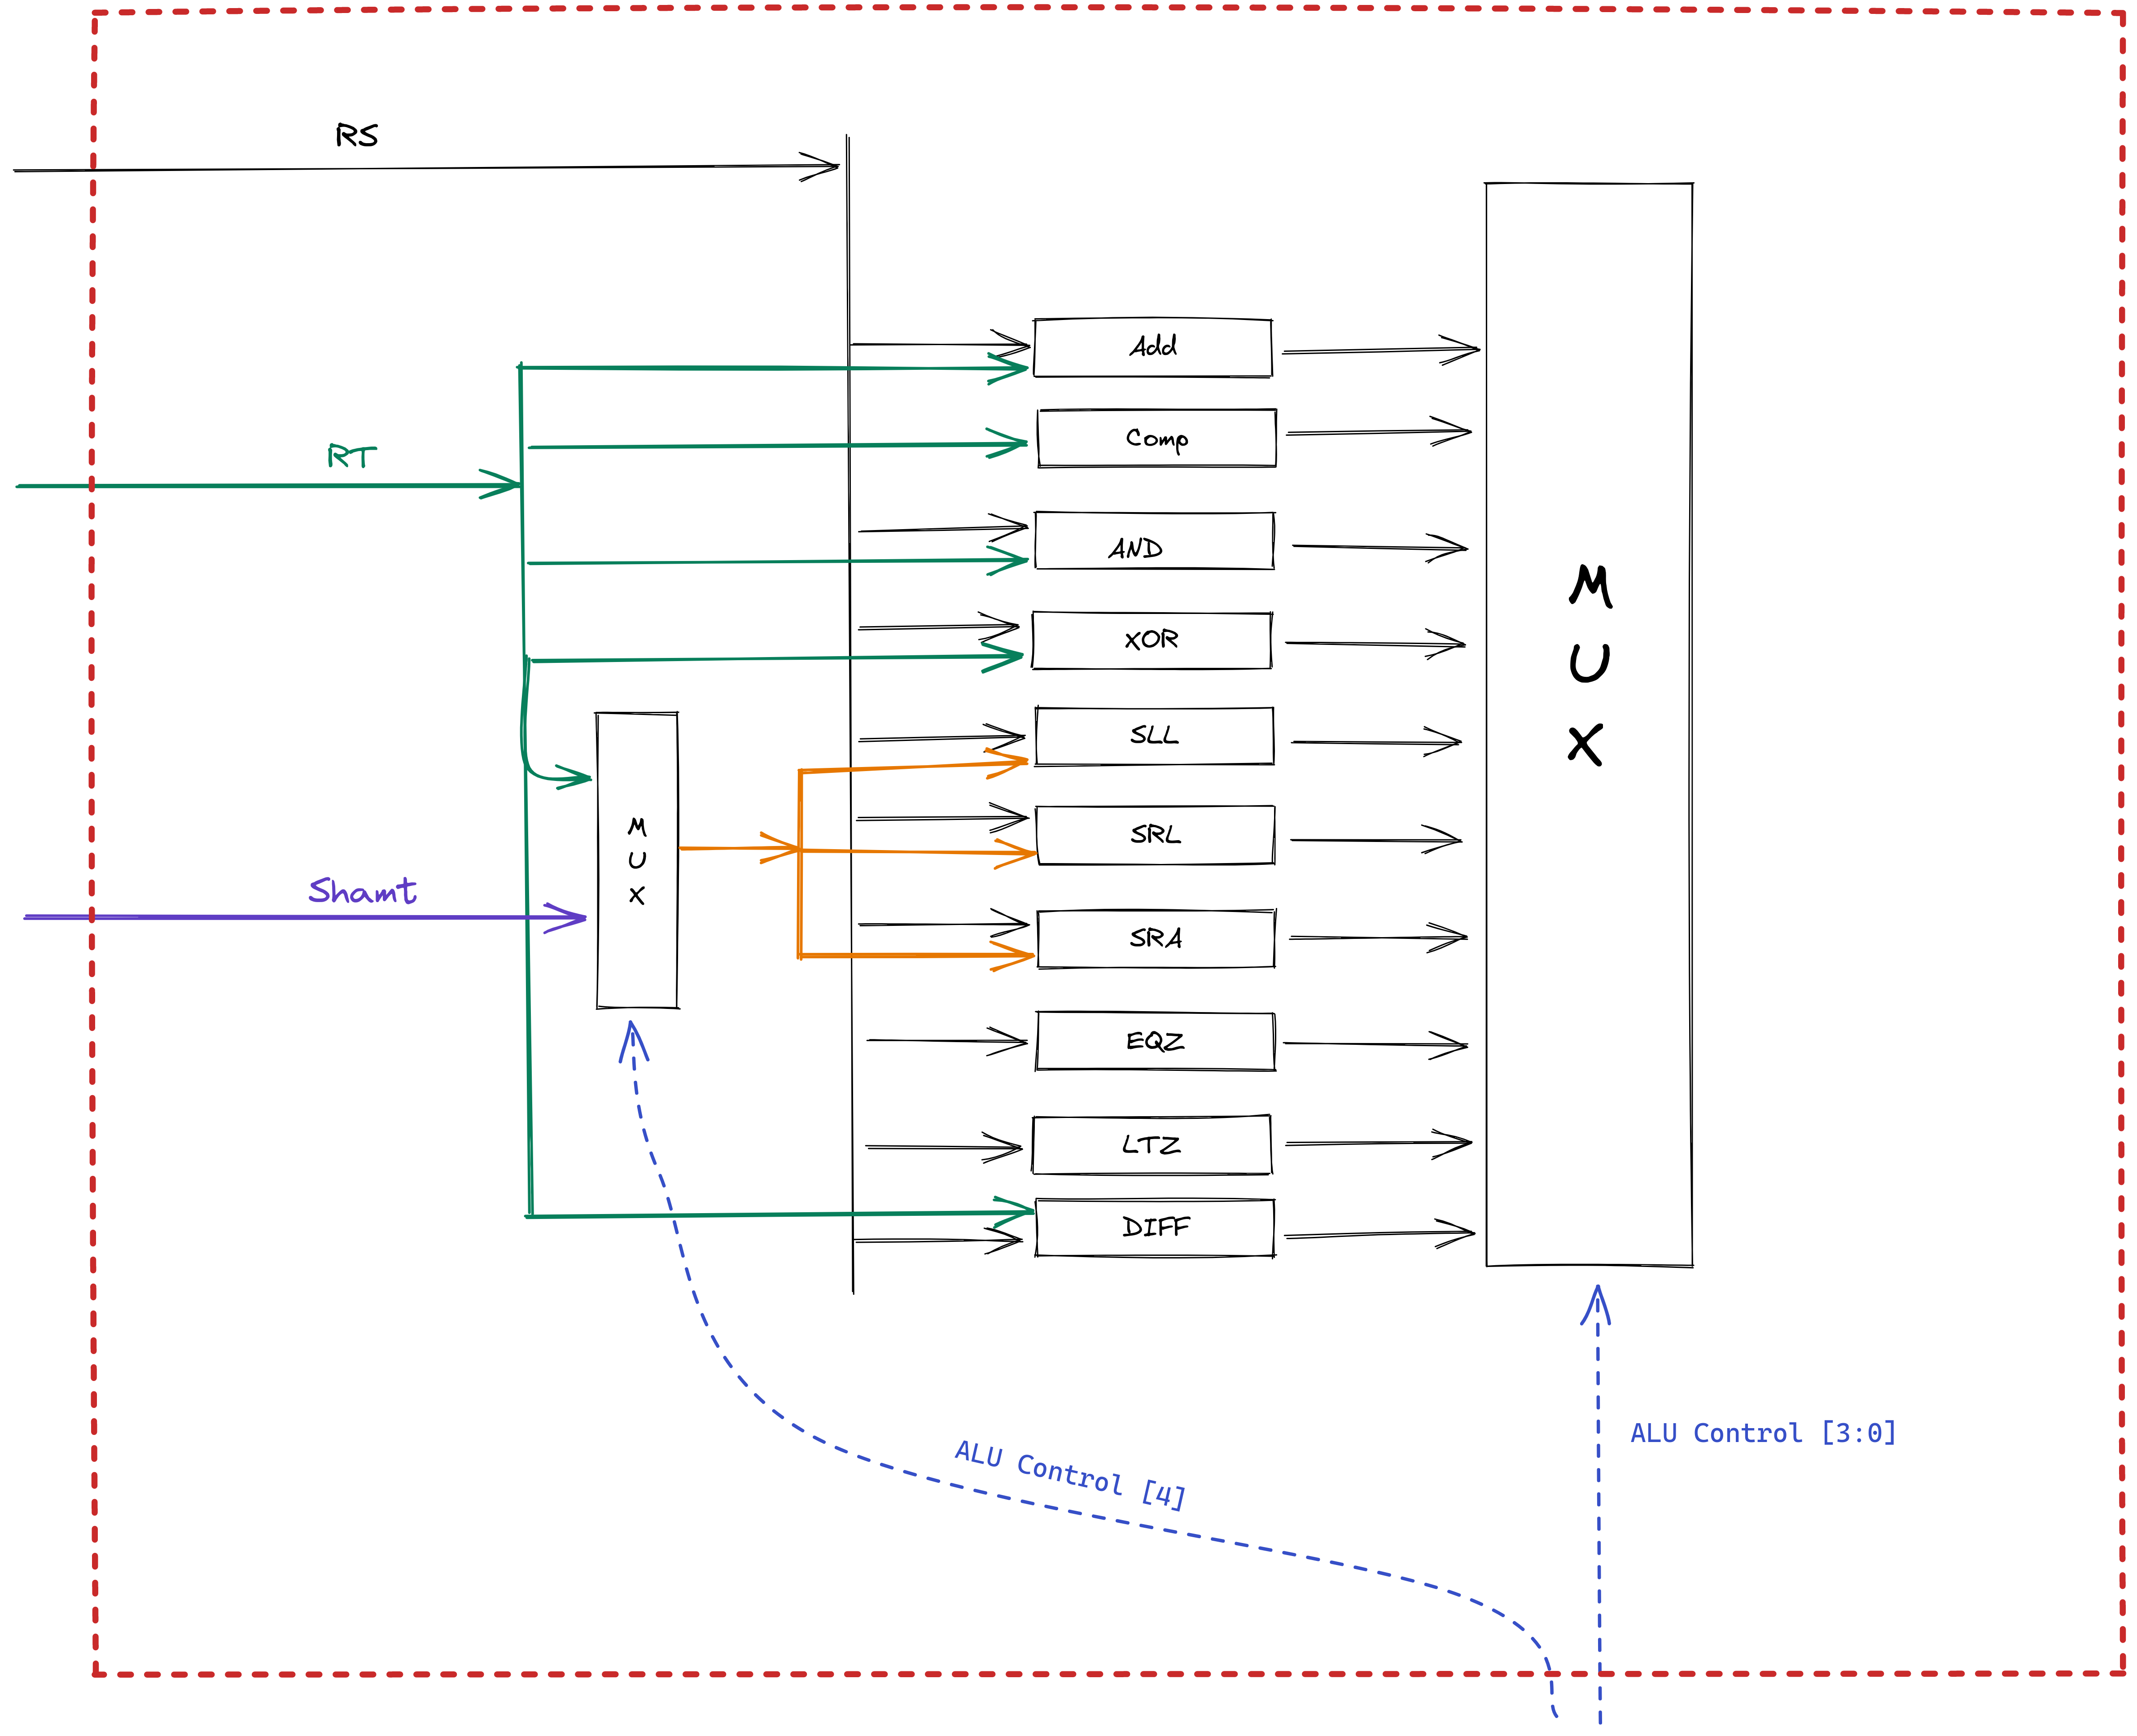 RS
Add
Comp
RT
AND
XOR
SLL
M
U
X
SRL
M
U
X
Shamt
SRA
EQZ
LTZ
DIFF
ALU Control [3:0]
ALU Control [4]